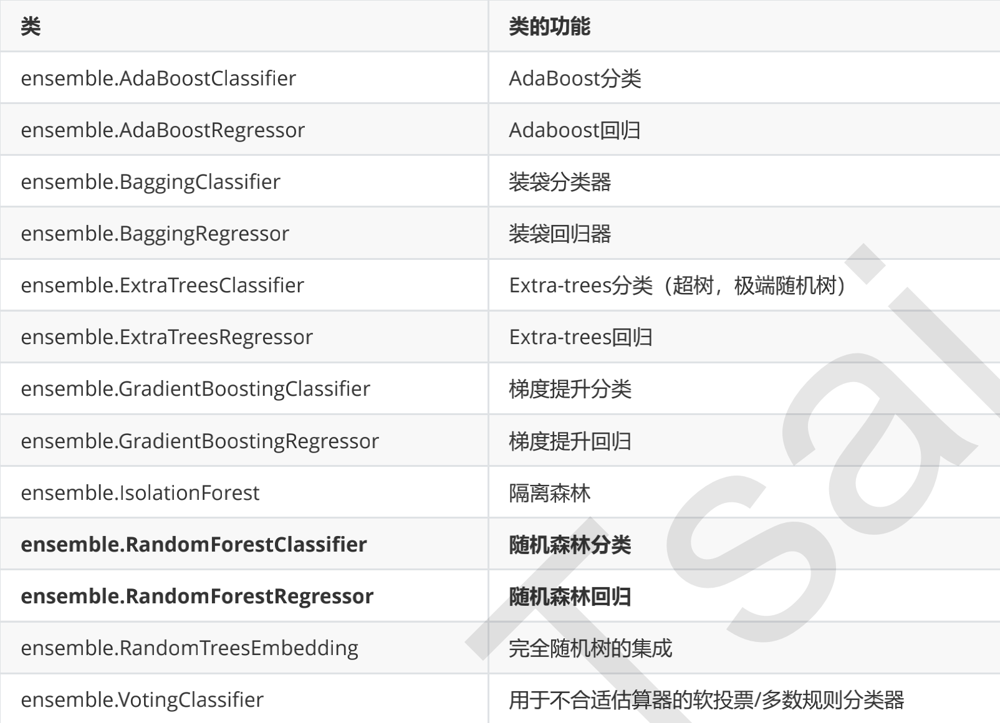 类 类的功能
ensemble.AdaBoostClassifier AdaBoost分类
ensemble.AdaBoostRegressor Adaboost回归
ensemble.BaggingClassifier 装袋分类器
ensemble.BaggingRegressor 装袋回归器
ensemble.ExtraTreesClassifier Extra-trees分类（超树，极端随机树）
ensemble.ExtraTreesRegressor Extra-trees回归
ensemble.GradientBoostingClassifier 梯度提升分类
ensemble.GradientBoostingRegressor 梯度提升回归
ensemble.IsolationForest 隔离森林
ensemble.RandomForestClassifier 随机森林分类
ensemble.RandomForestRegressor 随机森林回归
ensemble.RandomTreesEmbedding 完全随机树的集成
ensemble.VotingClassifier 用于不合适估算器的软投票/多数规则分类器
Tsai